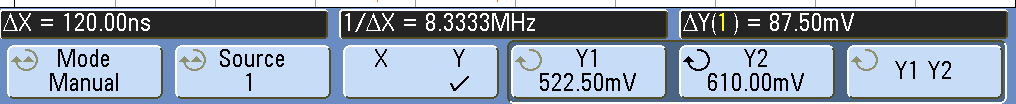 ΔX = 120.00ns 1/ΔX = 8.3333MHz ΔY(1) = 87.50mV
Mode Source X Y Y1 Y2 Y1 Y2
Manual 1 ✓ 522.50mV 610.00mV